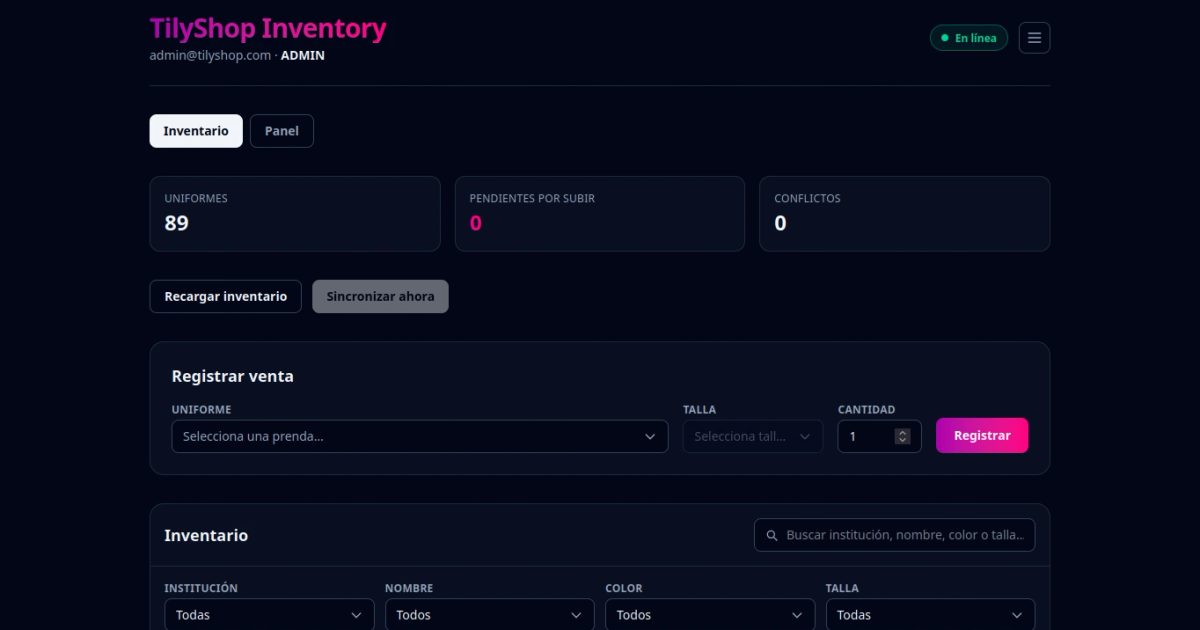 TilyShop Inventory
admin@tilyshop.com · ADMIN
En línea
Inventario
Panel
UNIFORMES
89
PENDIENTES POR SUBIR
0
CONFLICTOS
0
Recargar inventario
Sincronizar ahora
Registrar venta
UNIFORME
Selecciona una prenda...
TALLA
Selecciona tall...
CANTIDAD
1
Registrar
Inventario
Buscar institución, nombre, color o talla...
INSTITUCIÓN
Todas
NOMBRE
Todos
COLOR
Todos
TALLA
Todas